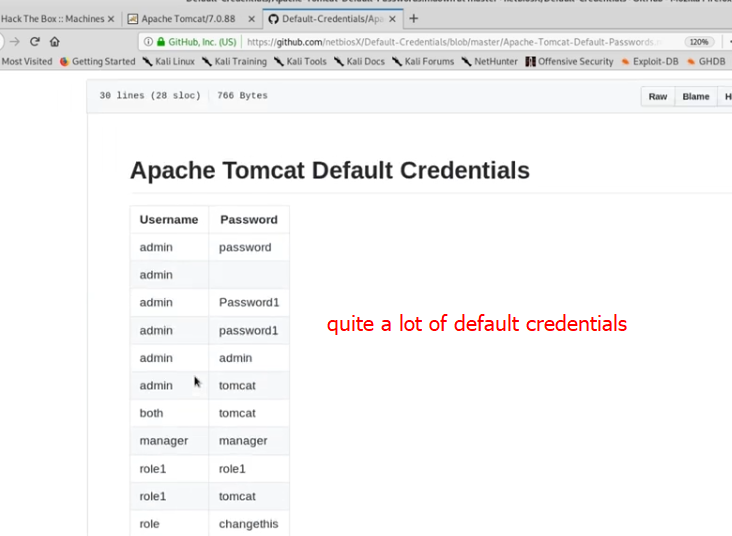 Hack The Box :: Machines
Apache Tomcat/7.0.88
Default-Credentials/Apa
GitHub, Inc. (US)
https://github.com/netbiosX/Default-Credentials/blob/master/Apache-Tomcat-Default-Passwords.
120%
Most Visited
Getting Started
Kali Linux
Kali Training
Kali Tools
Kali Docs
Kali Forums
NetHunter
Offensive Security
Exploit-DB
GHDB
30 lines (28 sloc)
766 Bytes
Raw
Blame
H
Apache Tomcat Default Credentials
Username Password
admin password
admin
admin Password1
admin password1
admin admin
admin tomcat
both tomcat
manager manager
role1 role1
role1 tomcat
role changethis
quite a lot of default credentials